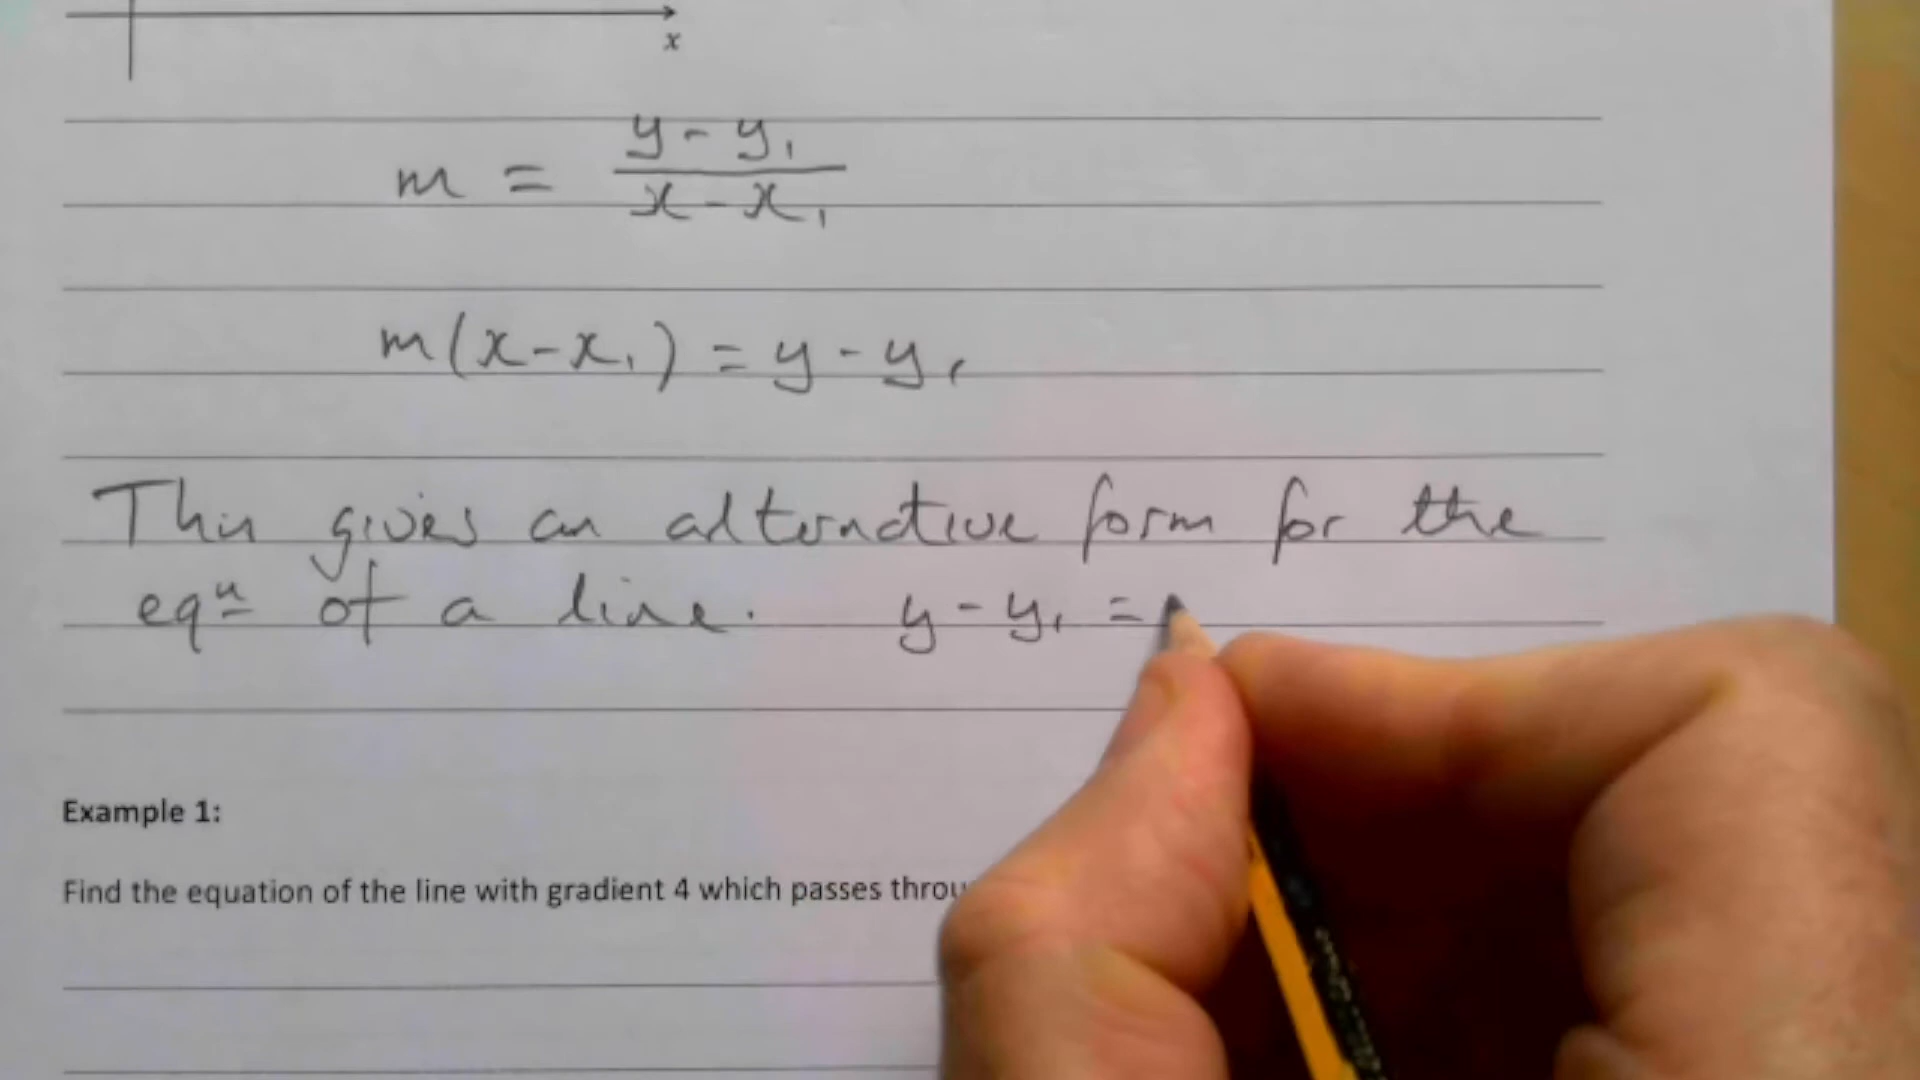 x
m = y - y₁ / x - x₁
m(x - x₁) = y - y₁
This gives an alternative form for the
eqⁿ of a line. y - y₁ =
Example 1:
Find the equation of the line with gradient 4 which passes